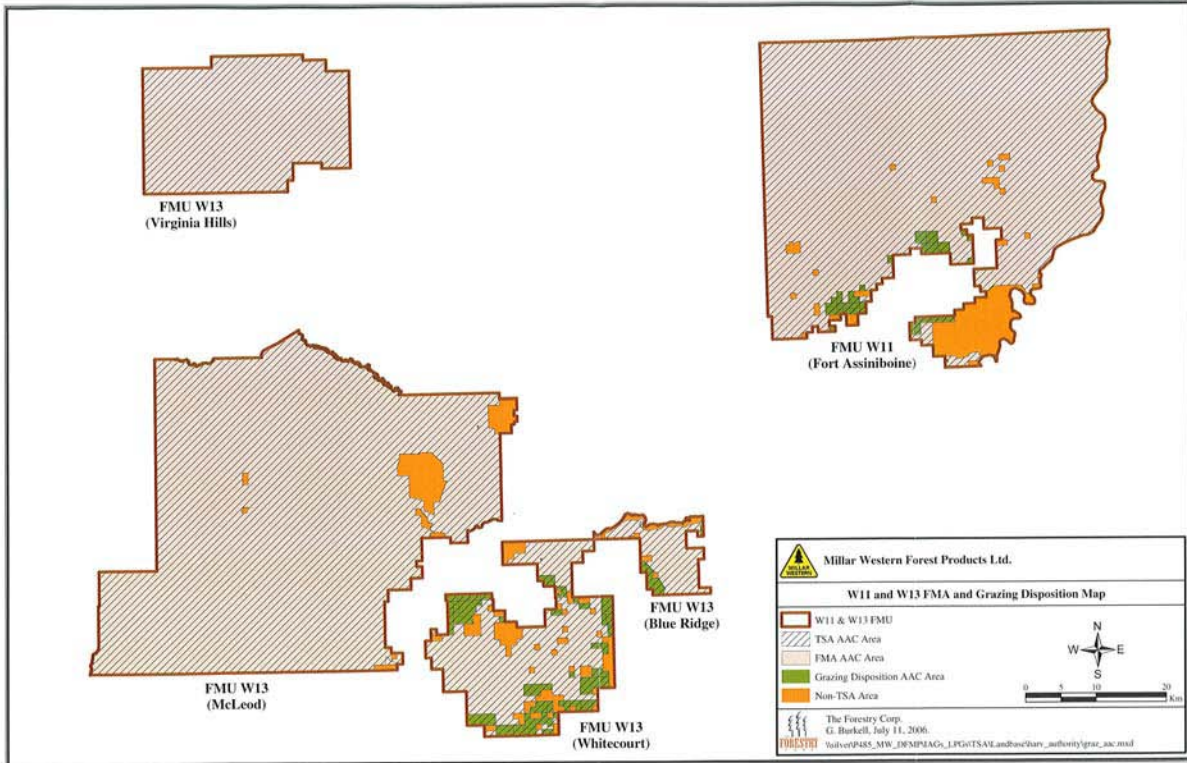 FMU W13
(Virginia Hills)
FMU W11
(Fort Assiniboine)
FMU W13
(McLeod)
FMU W13
(Blue Ridge)
FMU W13
(Whitecourt)
MILLAR
WESTERN
Millar Western Forest Products Ltd.
W11 and W13 FMA and Grazing Disposition Map
W11 & W13 FMU
TSA AAC Area
FMA AAC Area
Grazing Disposition AAC Area
Non-TSA Area
N
W E
S
0 5 10 20
Km
The Forestry Corp.
G. Burkell, July 11, 2006.
FORESTRY